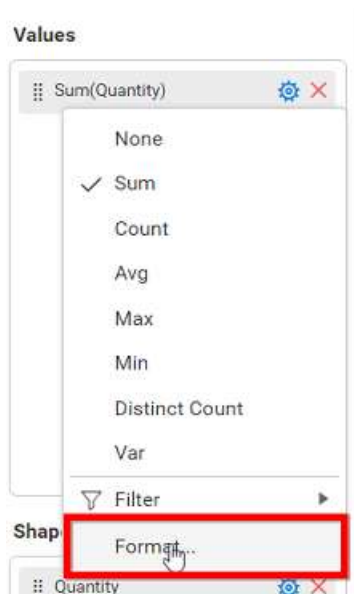 Values
Sum(Quantity)
None
Sum
Count
Avg
Max
Min
Distinct Count
Var
Filter
Format...
Shap
Quantity